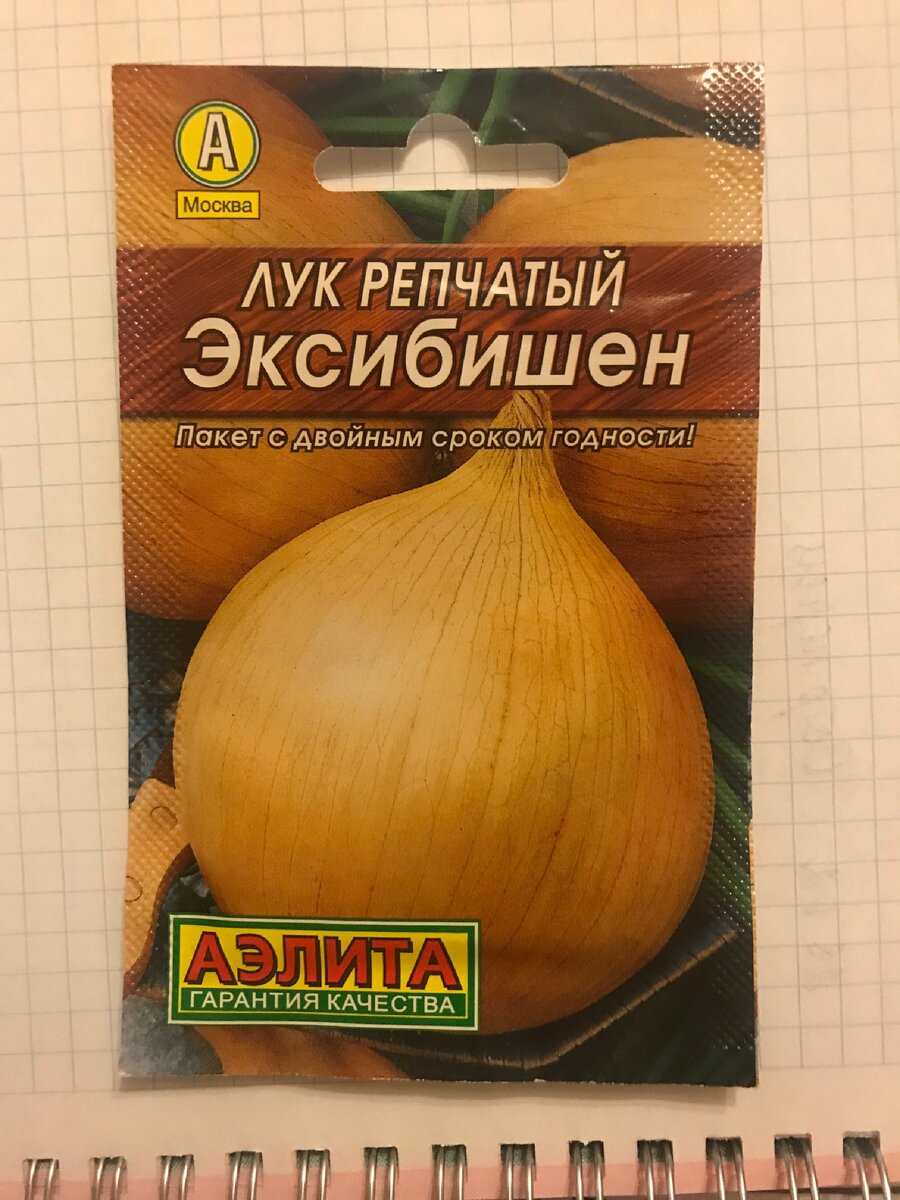 А
Москва
ЛУК РЕПЧАТЫЙ
Эксибишен
Пакет с двойным сроком годности!
АЭЛИТА
ГАРАНТИЯ КАЧЕСТВА